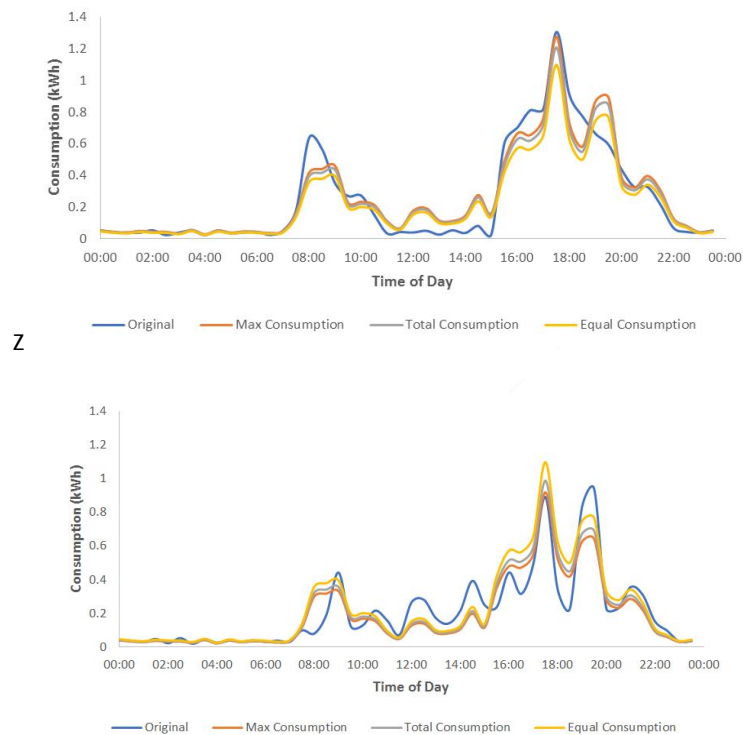 1.4
1.2
1
0.8
0.6
0.4
0.2
0
Consumption (kWh)
00:00 02:00 04:00 06:00 08:00 10:00 12:00 14:00 16:00 18:00 20:00 22:00 00:00
Time of Day
Original Max Consumption Total Consumption Equal Consumption
Z
1.4
1.2
1
0.8
0.6
0.4
0.2
0
Consumption (kWh)
00:00 02:00 04:00 06:00 08:00 10:00 12:00 14:00 16:00 18:00 20:00 22:00 00:00
Time of Day
Original Max Consumption Total Consumption Equal Consumption